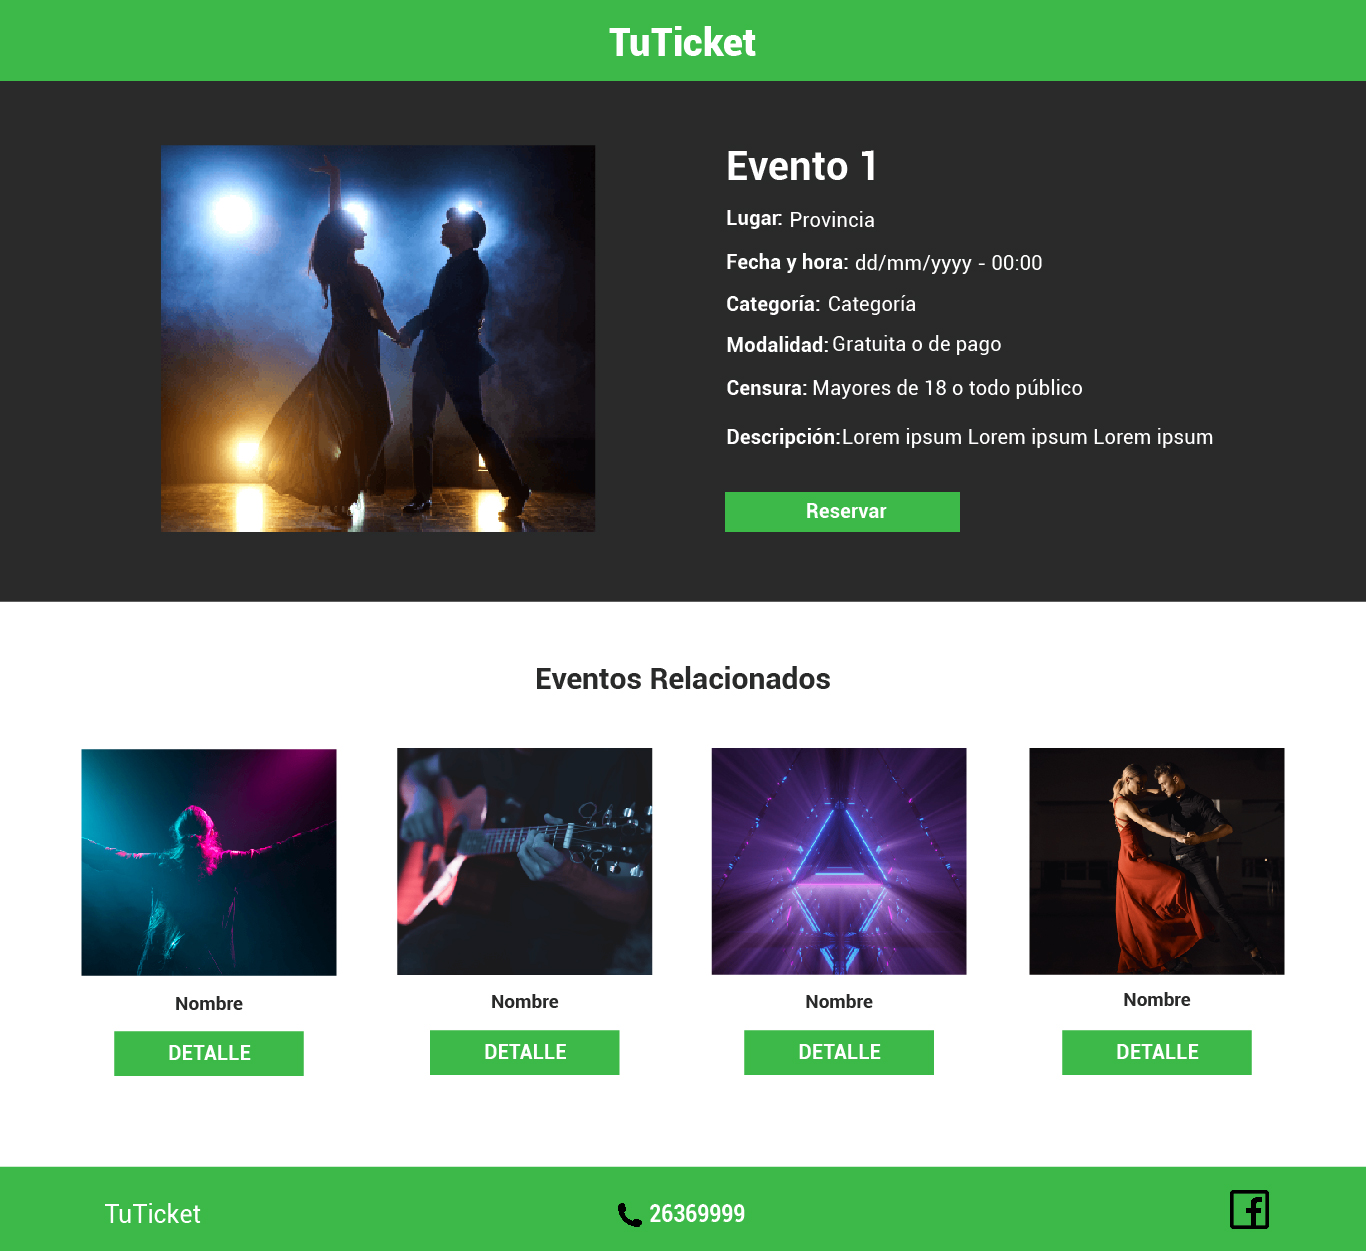 TuTicket
Evento 1
Lugar: Provincia
Fecha y hora: dd/mm/yyyy - 00:00
Categoría: Categoría
Modalidad: Gratuita o de pago
Censura: Mayores de 18 o todo público
Descripción: Lorem ipsum Lorem ipsum Lorem ipsum
Reservar
Eventos Relacionados
Nombre
DETALLE
Nombre
DETALLE
Nombre
DETALLE
Nombre
DETALLE
TuTicket
26369999